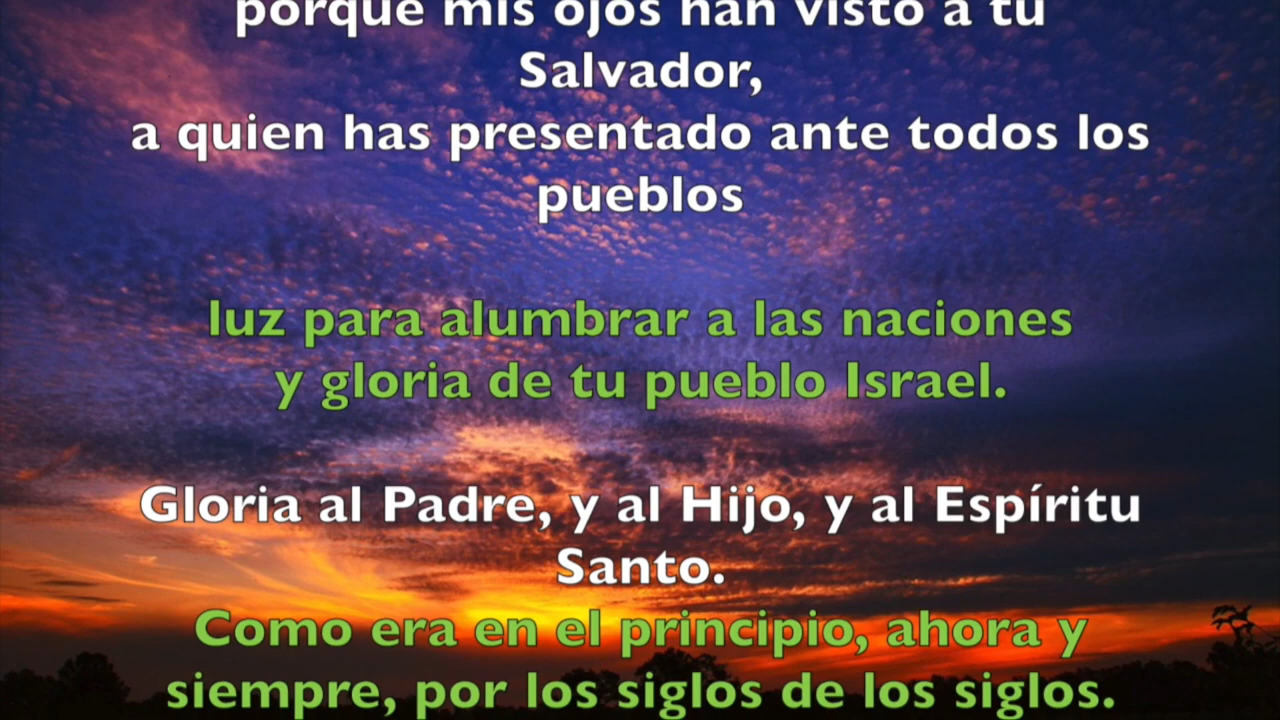 porque mis ojos han visto a tu
Salvador,
a quien has presentado ante todos los
pueblos
luz para alumbrar a las naciones
y gloria de tu pueblo Israel.
Gloria al Padre, y al Hijo, y al Espíritu
Santo.
Como era en el principio, ahora y
siempre, por los siglos de los siglos.